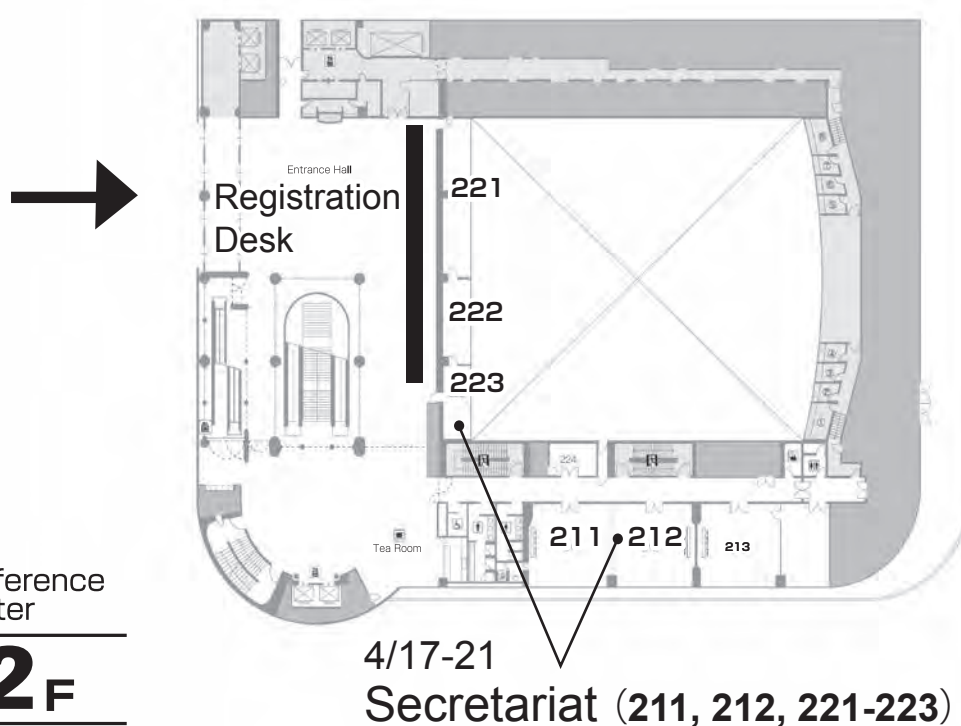 Entrance Hall
Registration
Desk
221
222
223
224
211
212
213
Tea Room
ference
ter
2F
4/17-21
Secretariat (211, 212, 221-223)